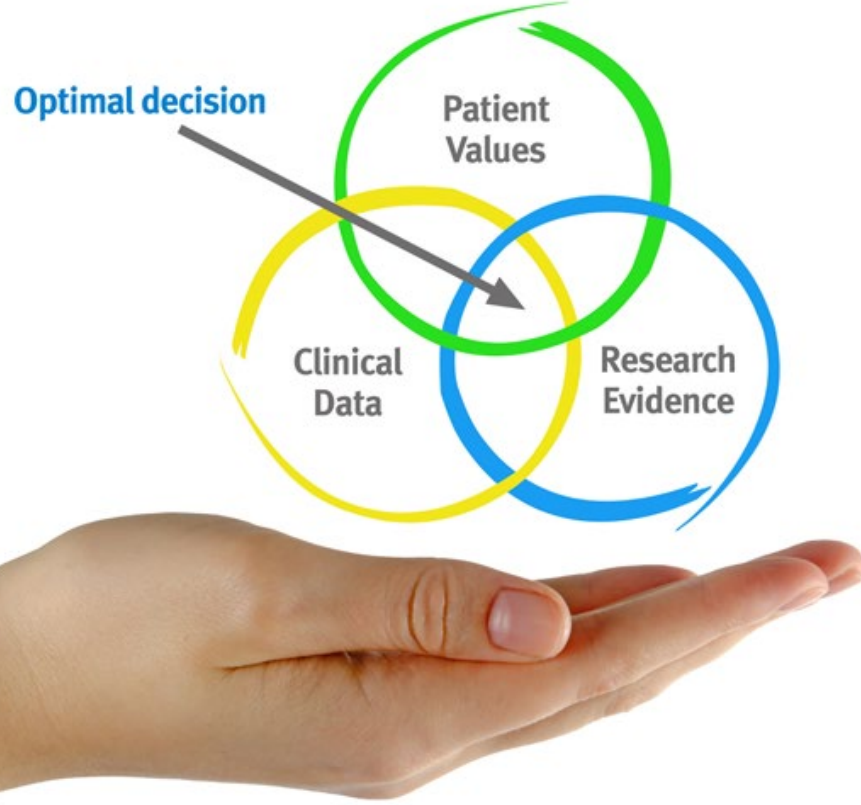 Optimal decision
Patient
Values
Clinical
Data
Research
Evidence